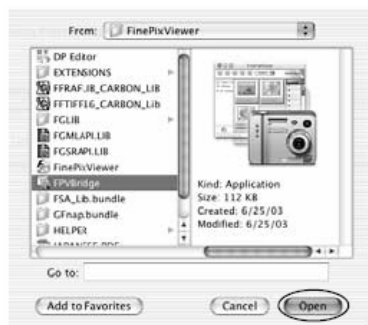 From: FinePixViewer
DP Editor
EXTENSIONS
FFRAFJB_CARBON_LIB
FFTIFF16_CARBON_Lib
FGLIB
FGMLAPI.LIB
FGSRAPI.LIB
FinePixViewer
FPVBridge
FSA_Lib.bundle
GFnap.bundle
HELPER
Kind: Application
Size: 112 KB
Created: 6/25/03
Modified: 6/25/03
Go to:
Add to Favorites
Cancel
Open